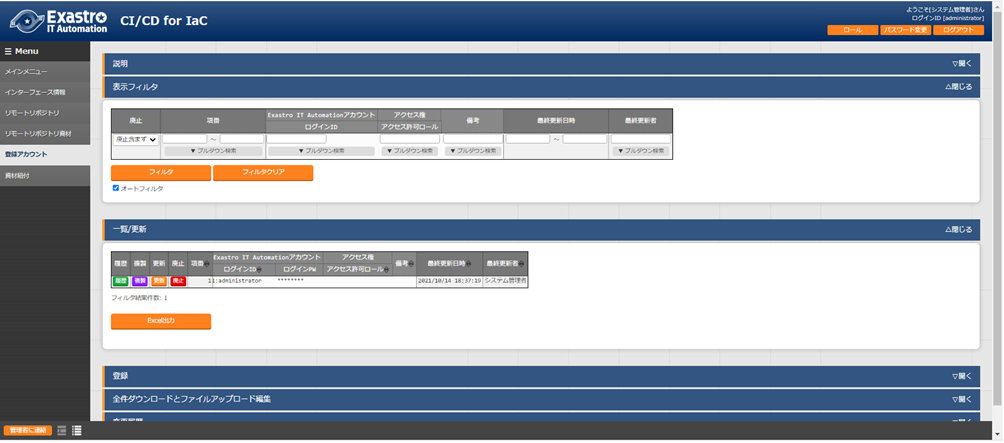 Exastro
IT Automation
CI/CD for IaC
ようこそ[システム管理者]さん
ログインID [administrator]
ロール
パスワード変更
ログアウト
Menu
メインメニュー
インターフェース情報
リモートリポジトリ
リモートリポジトリ資材
登録アカウント
資材紐付
説明
▽開く
表示フィルタ
△閉じる
廃止
項番
Exastro IT Automationアカウント
アクセス権
備考
最終更新日時
最終更新者
ログインID
アクセス許可ロール
廃止含まず
～
～
▼ プルダウン検索
▼ プルダウン検索
▼ プルダウン検索
▼ プルダウン検索
▼ プルダウン検索
フィルタ
フィルタクリア
オートフィルタ
一覧/更新
△閉じる
履歴
複製
更新
廃止
項番
Exastro IT Automationアカウント
アクセス権
備考
最終更新日時
最終更新者
ログインID
ログインPW
アクセス許可ロール
履歴
複製
更新
廃止
1
1:administrator
********
2021/10/14 18:37:19
システム管理者
フィルタ結果件数: 1
Excel出力
登録
▽開く
全件ダウンロードとファイルアップロード編集
▽開く
管理者に連絡